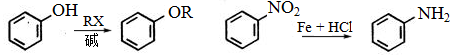 OH RX 碱 OR
NO₂ Fe + HCl NH₂